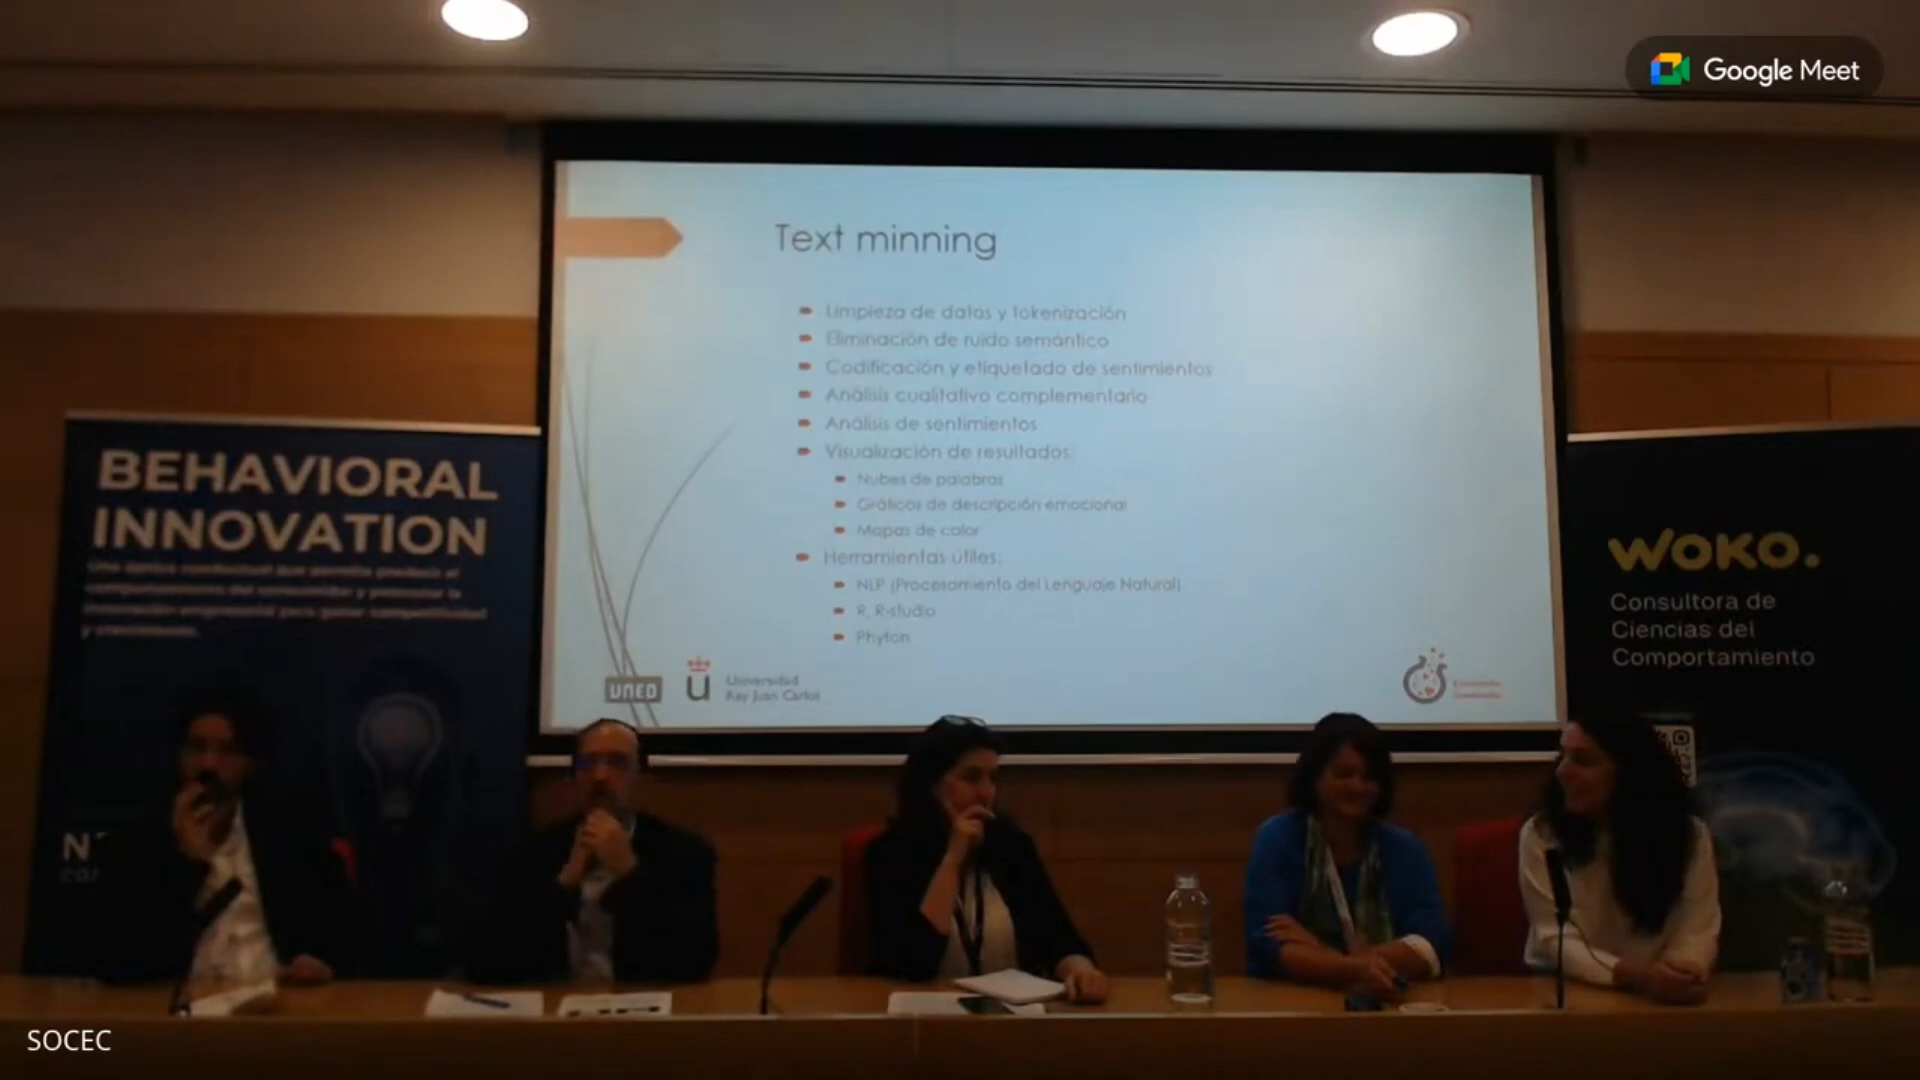 Google Meet
Text minning
Limpieza de datos y tokenización
Eliminación de ruido semántico
Codificación y etiquetado de sentimientos
Análisis cualitativo complementario
Análisis de sentimientos
Visualización de resultados
Nubes de palabras
Gráficos de descripción emocional
Mapas de calor
Herramientas útiles:
NLP (Procesamiento del Lenguaje Natural)
R, R-studio
Phyton
UNED
U
Universidad
Rey Juan Carlos
BEHAVIORAL
INNOVATION
y crecimiento.
WOKO.
Consultora de
Ciencias del
Comportamiento
SOCEC